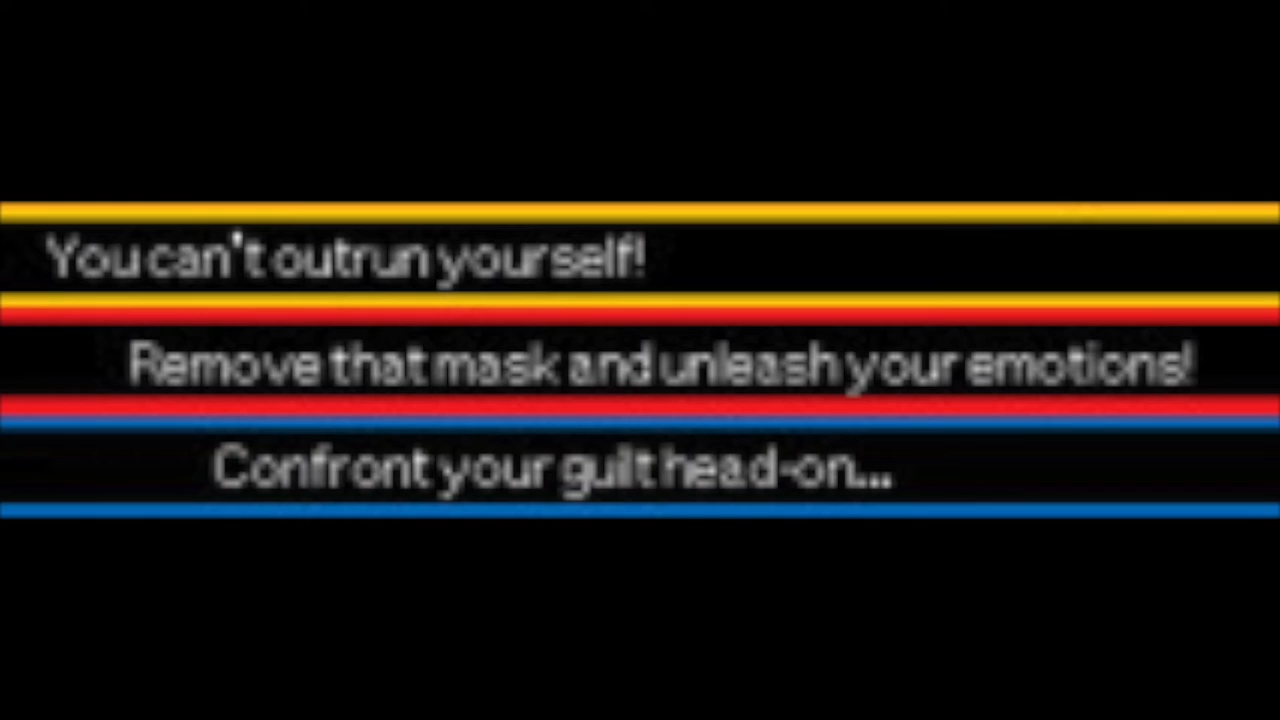 You can't outrun yourself!
Remove that mask and unleash your emotions!
Confront your guilt head-on...